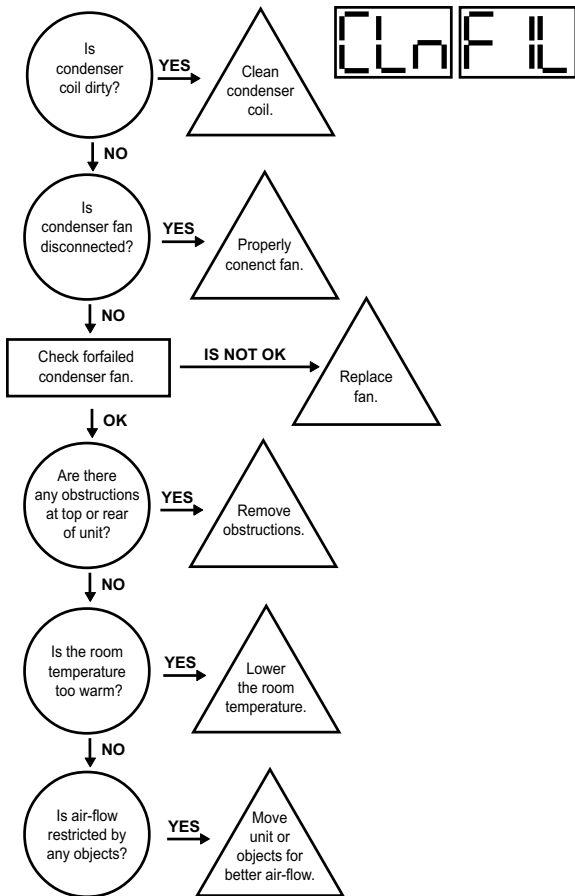 CLn FIL
Is
condenser
coil dirty?
YES
Clean
condenser
coil.
NO
Is
condenser fan
disconnected?
YES
Properly
conenct fan.
NO
Check forfailed
condenser fan.
IS NOT OK
Replace
fan.
OK
Are there
any obstructions
at top or rear
of unit?
YES
Remove
obstructions.
NO
Is the room
temperature
too warm?
YES
Lower
the room
temperature.
NO
Is air-flow
restricted by
any objects?
YES
Move
unit or
objects for
better air-flow.